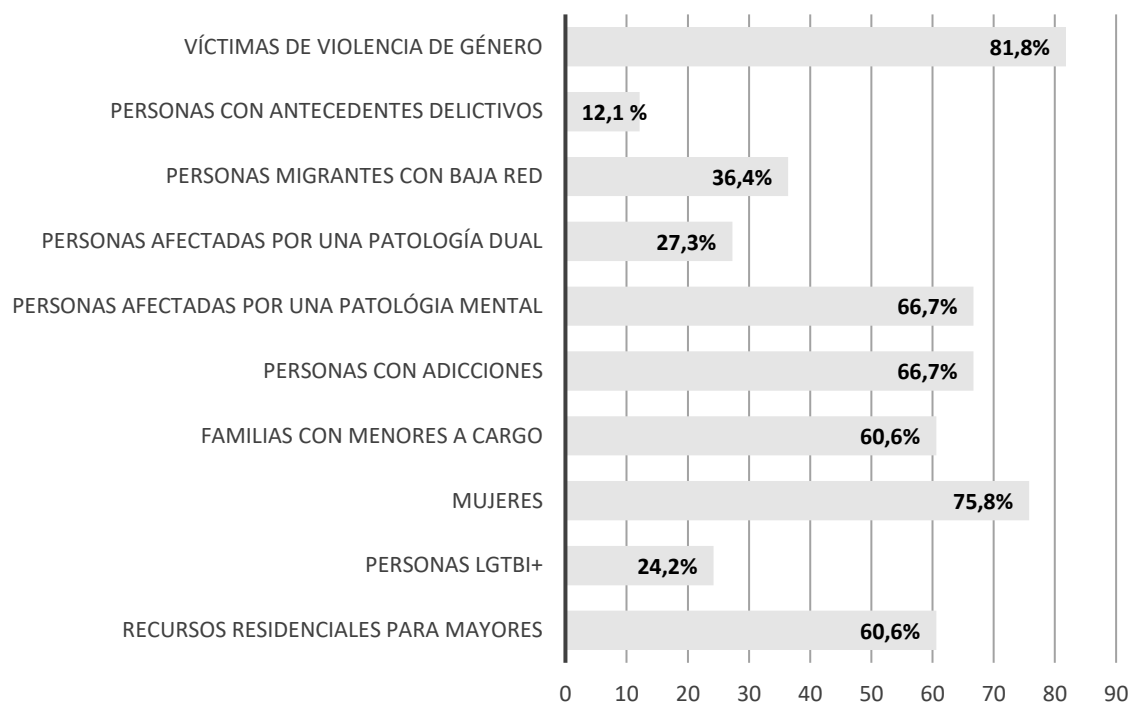 VÍCTIMAS DE VIOLENCIA DE GÉNERO 81,8%
PERSONAS CON ANTECEDENTES DELICTIVOS 12,1 %
PERSONAS MIGRANTES CON BAJA RED 36,4%
PERSONAS AFECTADAS POR UNA PATOLOGÍA DUAL 27,3%
PERSONAS AFECTADAS POR UNA PATOLÓGIA MENTAL 66,7%
PERSONAS CON ADICCIONES 66,7%
FAMILIAS CON MENORES A CARGO 60,6%
MUJERES 75,8%
PERSONAS LGTBI+ 24,2%
RECURSOS RESIDENCIALES PARA MAYORES 60,6%
0 10 20 30 40 50 60 70 80 90